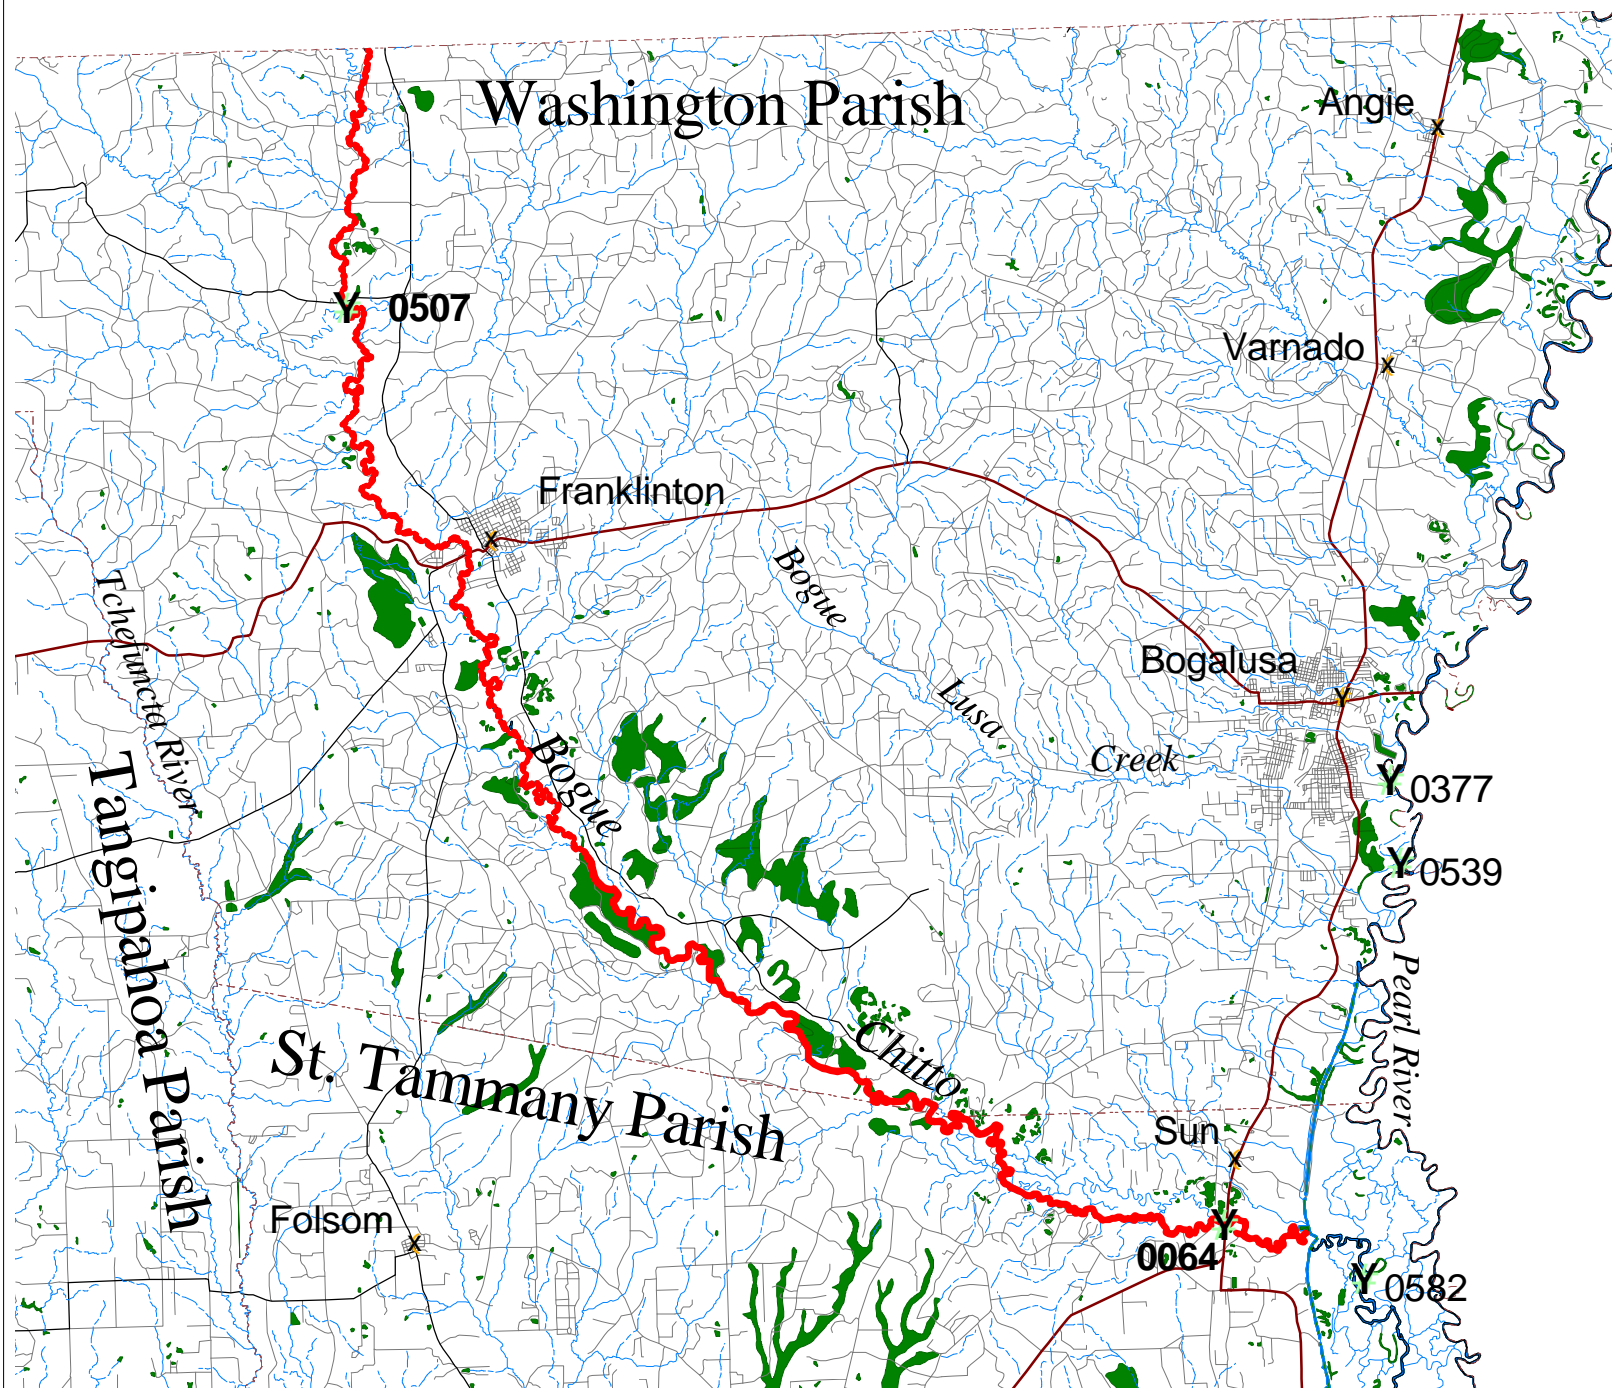 Washington Parish
Angie
x
Y 0507
Varnado
x
Franklinton
x
Bogue
Lusa
Creek
Tchefuncta River
Bogalusa
Y
Y 0377
Y 0539
Bogue
Chitto
Tangipahoa Parish
Pearl River
St. Tammany Parish
Sun
x
Folsom
x
Y
0064
Y 0582